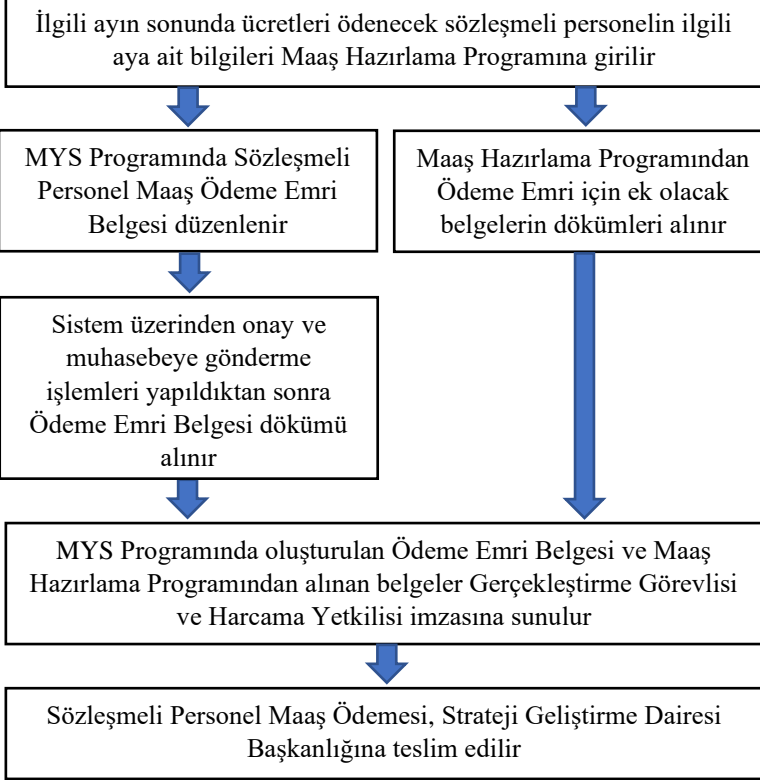 İlgili ayın sonunda ücretleri ödenecek sözleşmeli personelin ilgili
aya ait bilgileri Maaş Hazırlama Programına girilir
MYS Programında Sözleşmeli
Personel Maaş Ödeme Emri
Belgesi düzenlenir
Maaş Hazırlama Programından
Ödeme Emri için ek olacak
belgelerin dökümleri alınır
Sistem üzerinden onay ve
muhasebeye gönderme
işlemleri yapıldıktan sonra
Ödeme Emri Belgesi dökümü
alınır
MYS Programında oluşturulan Ödeme Emri Belgesi ve Maaş
Hazırlama Programından alınan belgeler Gerçekleştirme Görevlisi
ve Harcama Yetkilisi imzasına sunulur
Sözleşmeli Personel Maaş Ödemesi, Strateji Geliştirme Dairesi
Başkanlığına teslim edilir